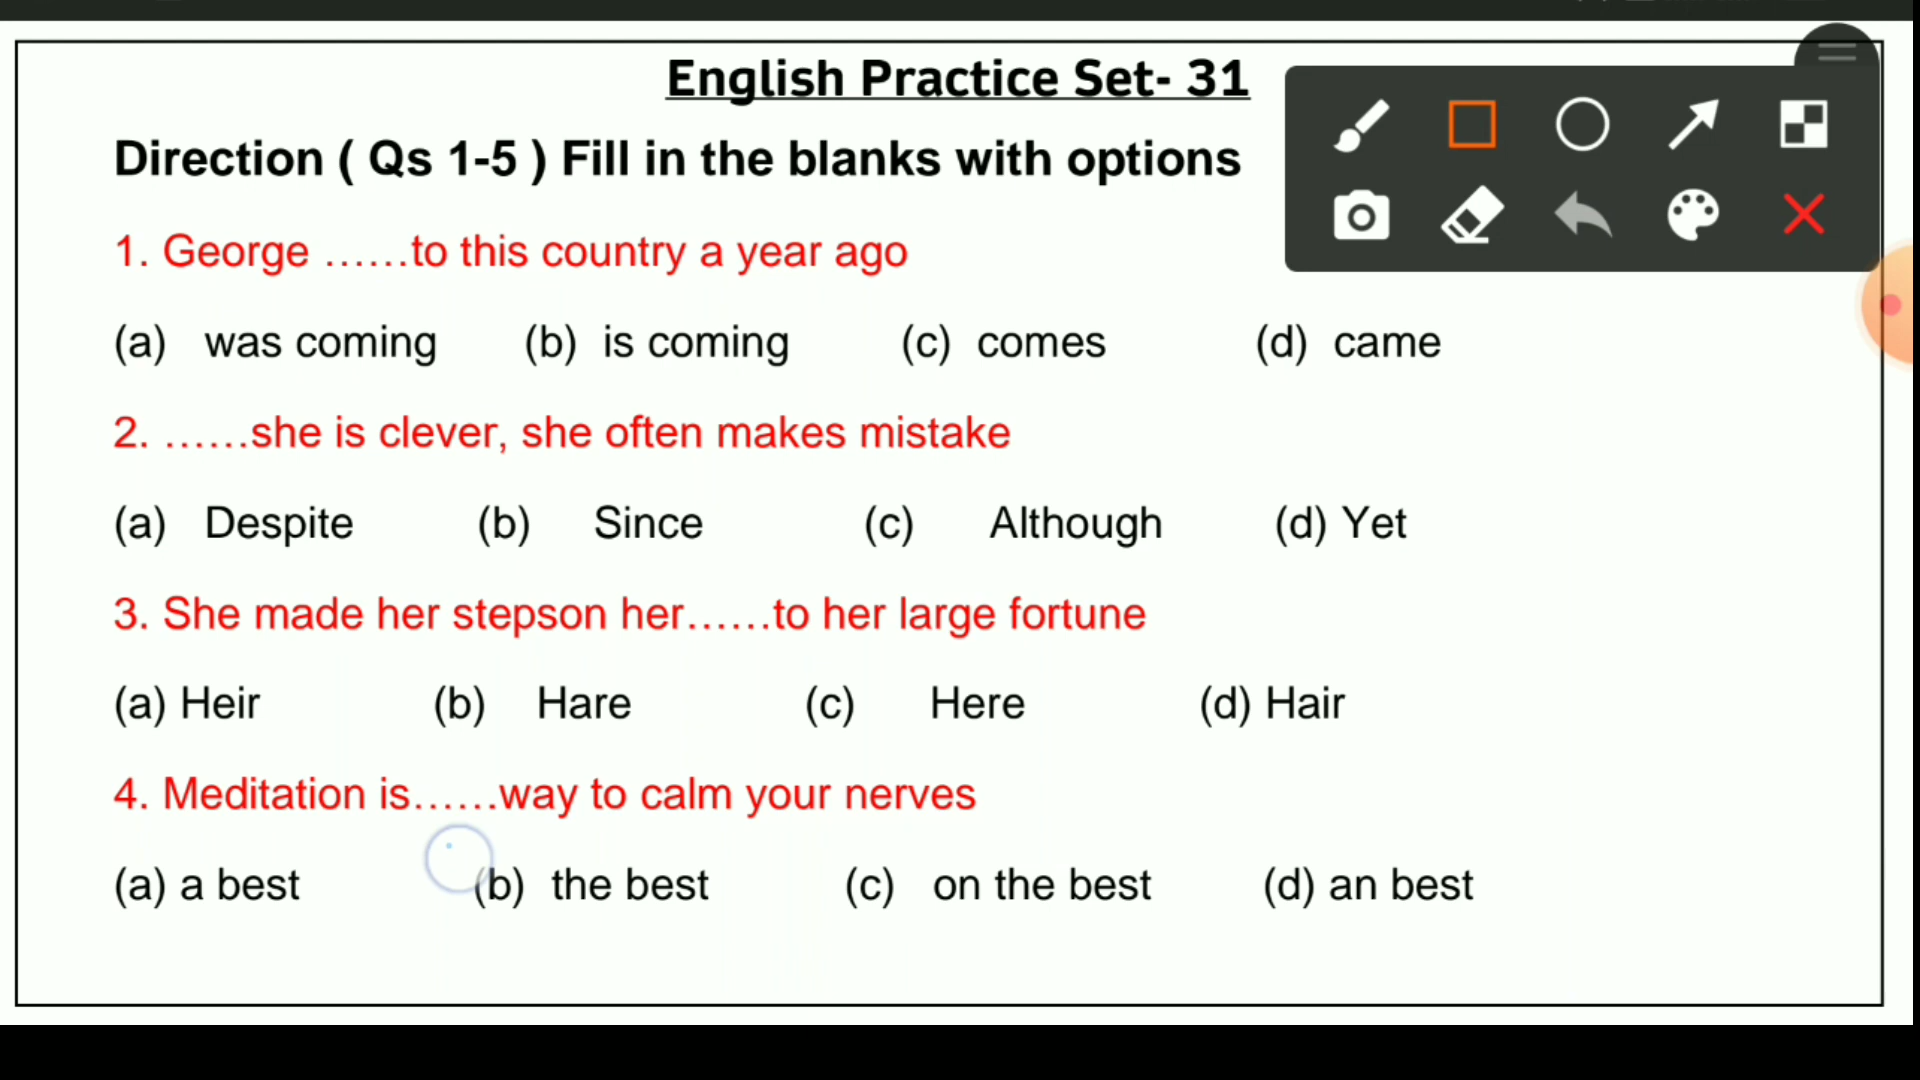 English Practice Set- 31
Direction ( Qs 1-5 ) Fill in the blanks with options
1. George ......to this country a year ago
(a) was coming (b) is coming (c) comes (d) came
2. ......she is clever, she often makes mistake
(a) Despite (b) Since (c) Although (d) Yet
3. She made her stepson her......to her large fortune
(a) Heir (b) Hare (c) Here (d) Hair
4. Meditation is......way to calm your nerves
(a) a best (b) the best (c) on the best (d) an best